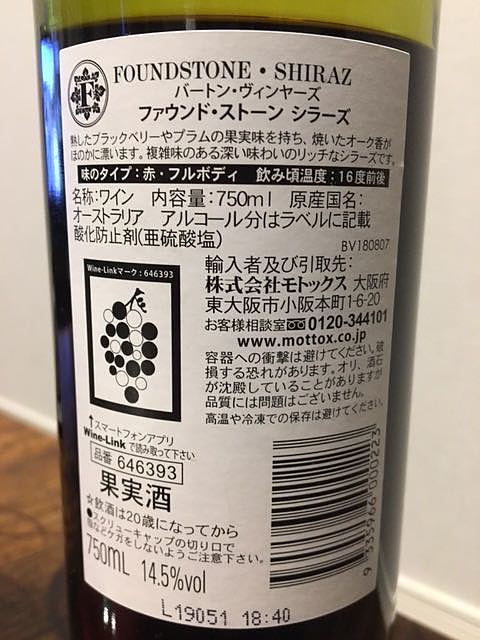 F
FOUNDSTONE・SHIRAZ
バートン・ヴィンヤーズ
ファウンド・ストーン シラーズ
熟したブラックベリーやプラムの果実味を持ち、焼いたオーク香が
ほのかに漂います。複雑味のある深い味わいのリッチなシラーズです。
味のタイプ:赤・フルボディ 飲み頃温度:16度前後
名称:ワイン 内容量:750ml 原産国名:
オーストラリア アルコール分はラベルに記載
酸化防止剤(亜硫酸塩)
BV180807
Wine-Linkマーク:646393
輸入者及び引取先:
株式会社モトックス 大阪府
東大阪市小阪本町1-6-20
お客様相談室 0120-344101
www.mottox.co.jp
容器への衝撃は避けてください。破
損する恐れがあります。オリ、酒石
が沈殿していることがありますが
品質には問題はございません。
高温や冷凍での保存は避けてください。
↑スマートフォンアプリ
Wine-Linkで読み取って下さい
品番 646393
果実酒
☆飲酒は20歳になってから
●スクリューキャップの切り口で
指などケガをしないようご注意下さい。
750mL 14.5%vol
9339660000223
L19051 18:40